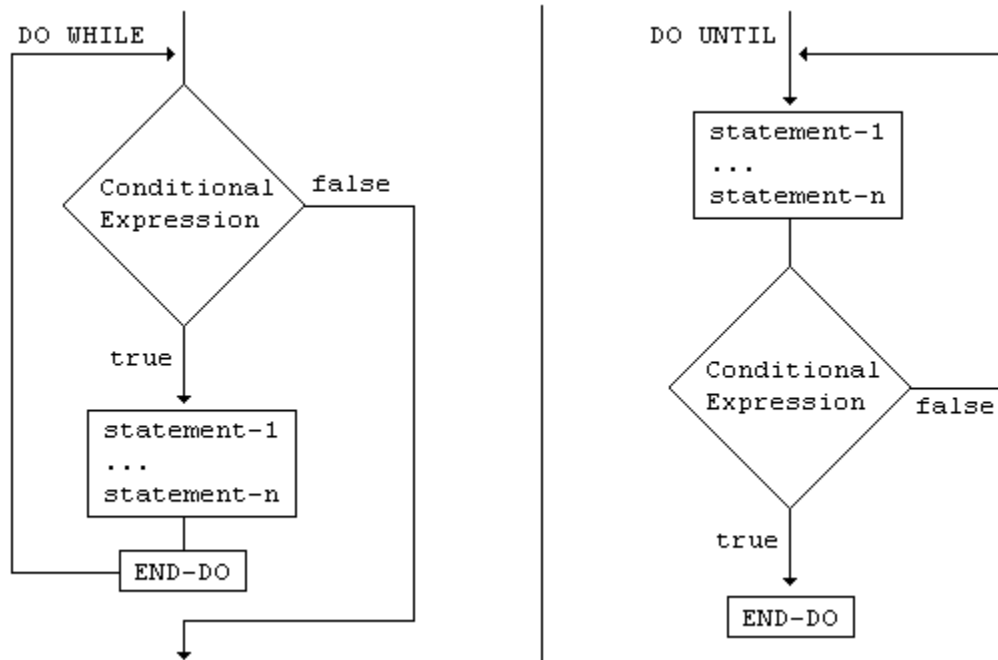 DO WHILE
Conditional
Expression
false
true
statement-1
...
statement-n
END-DO
DO UNTIL
statement-1
...
statement-n
Conditional
Expression
false
true
END-DO